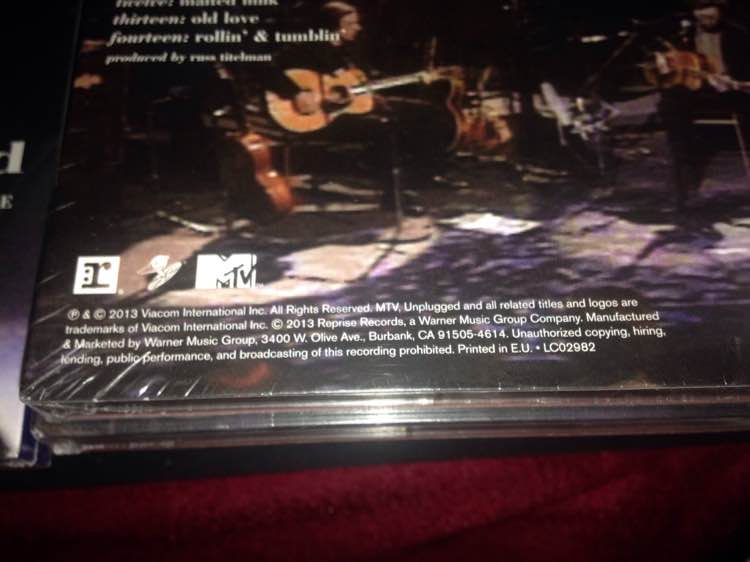 twelve: malted milk
thirteen: old love
fourteen: rollin' & tumblin'
produced by russ titelman
d
E
r
MTV
℗ & © 2013 Viacom International Inc. All Rights Reserved. MTV, Unplugged and all related titles and logos are
trademarks of Viacom International Inc. © 2013 Reprise Records, a Warner Music Group Company. Manufactured
& Marketed by Warner Music Group, 3400 W. Olive Ave., Burbank, CA 91505-4614. Unauthorized copying, hiring,
lending, public performance, and broadcasting of this recording prohibited. Printed in E.U. • LC02982